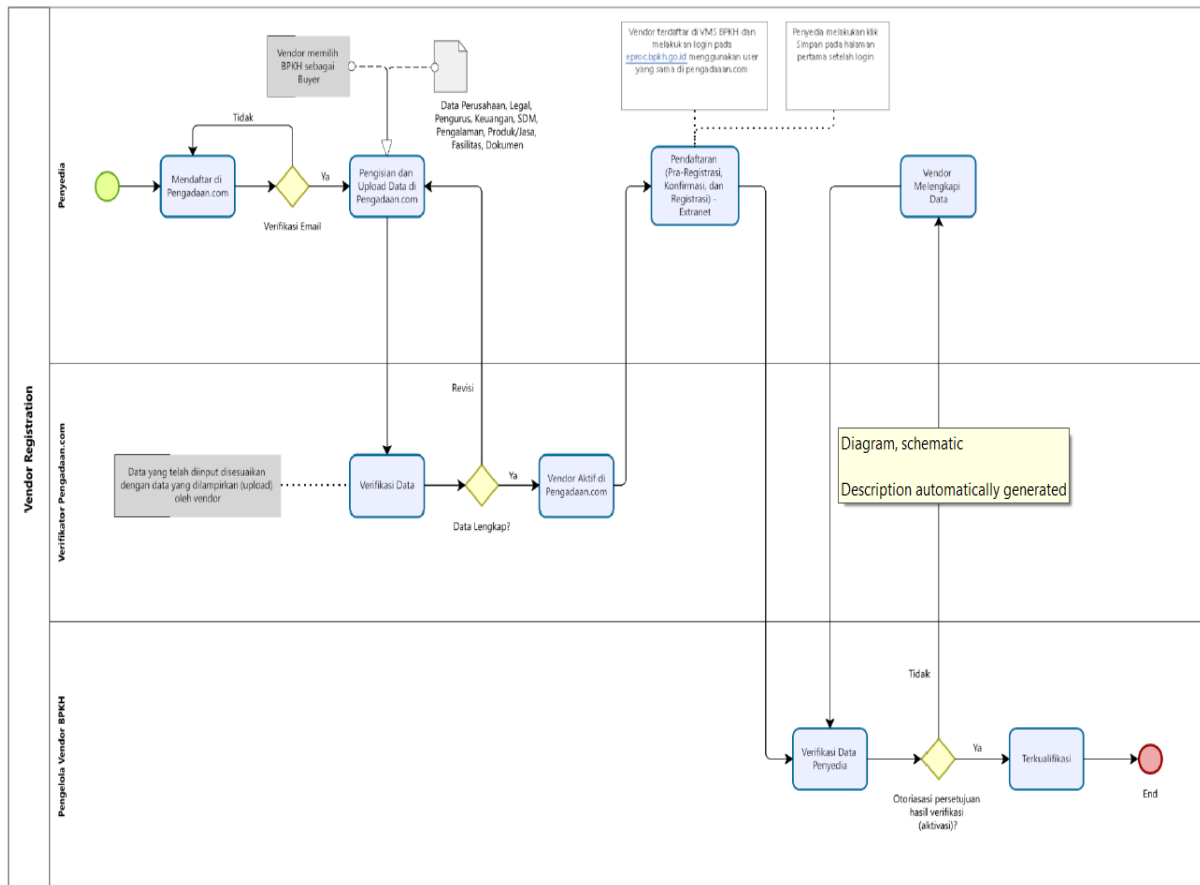 Vendor Registration
Penyedia
Vendor memilih
BPKH sebagai
Buyer
Data Perusahaan, Legal,
Pengurus, Keuangan, SDM,
Pengalaman, Produk/Jasa,
Fasilitas, Dokumen
Vendor terdaftar di VMS BPKH dan
melakukan login pada
eproc.bpkh.go.id menggunakan user
yang sama di pengadaaan.com
Penyedia melakukan klik
Simpan pada halaman
pertama setelah login
Tidak
Mendaftar di
Pengadaan.com
Verifikasi Email
Ya
Pengisian dan
Upload Data di
Pengadaan.com
Pendaftaran
(Pra-Registrasi,
Konfirmasi, dan
Registrasi) -
Extranet
Vendor
Melengkapi
Data
Verifikator Pengadaan.com
Revisi
Data yang telah diinput disesuaikan
dengan data yang dilampirkan (upload)
oleh vendor
Verifikasi Data
Data Lengkap?
Ya
Vendor Aktif di
Pengadaan.com
Diagram, schematic
Description automatically generated
Pengelola Vendor BPKH
Tidak
Verifikasi Data
Penyedia
Otoriasasi persetujuan
hasil verifikasi
(aktivasi)?
Ya
Terkualifikasi
End